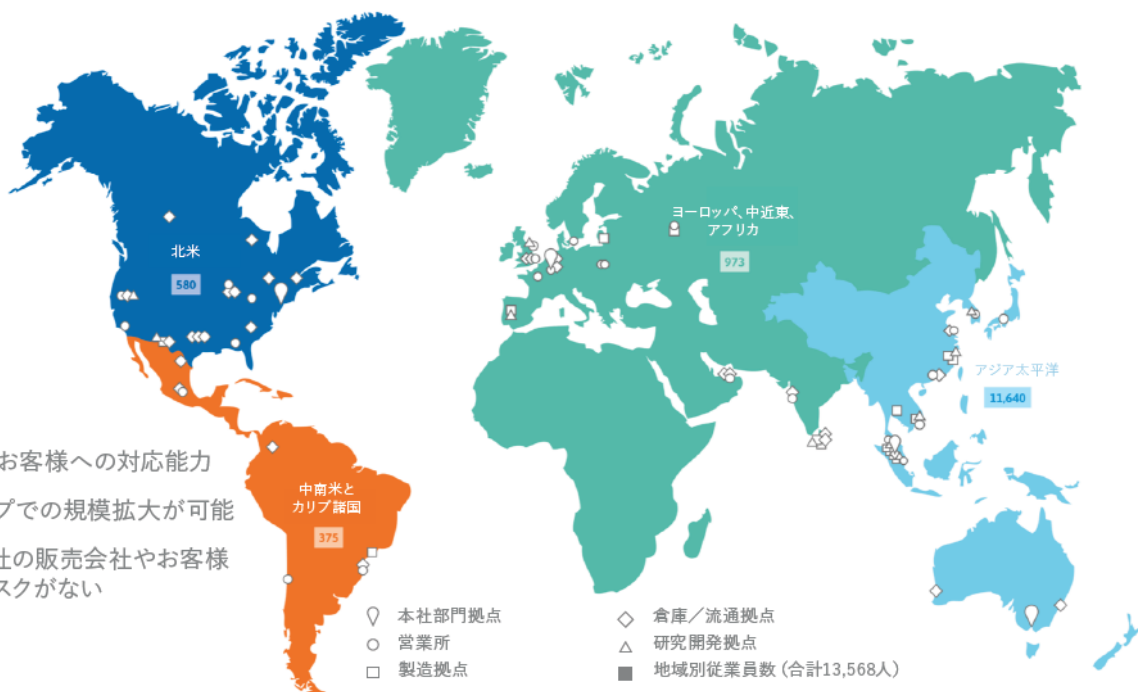 北米
580
ヨーロッパ、中近東、
アフリカ
973
アジア太平洋
11,640
お客様への対応能力
プでの規模拡大が可能
社の販売会社やお客様
スクがない
中南米と
カリブ諸国
375
本社部門拠点
営業所
製造拠点
倉庫／流通拠点
研究開発拠点
地域別従業員数 (合計13,568人)